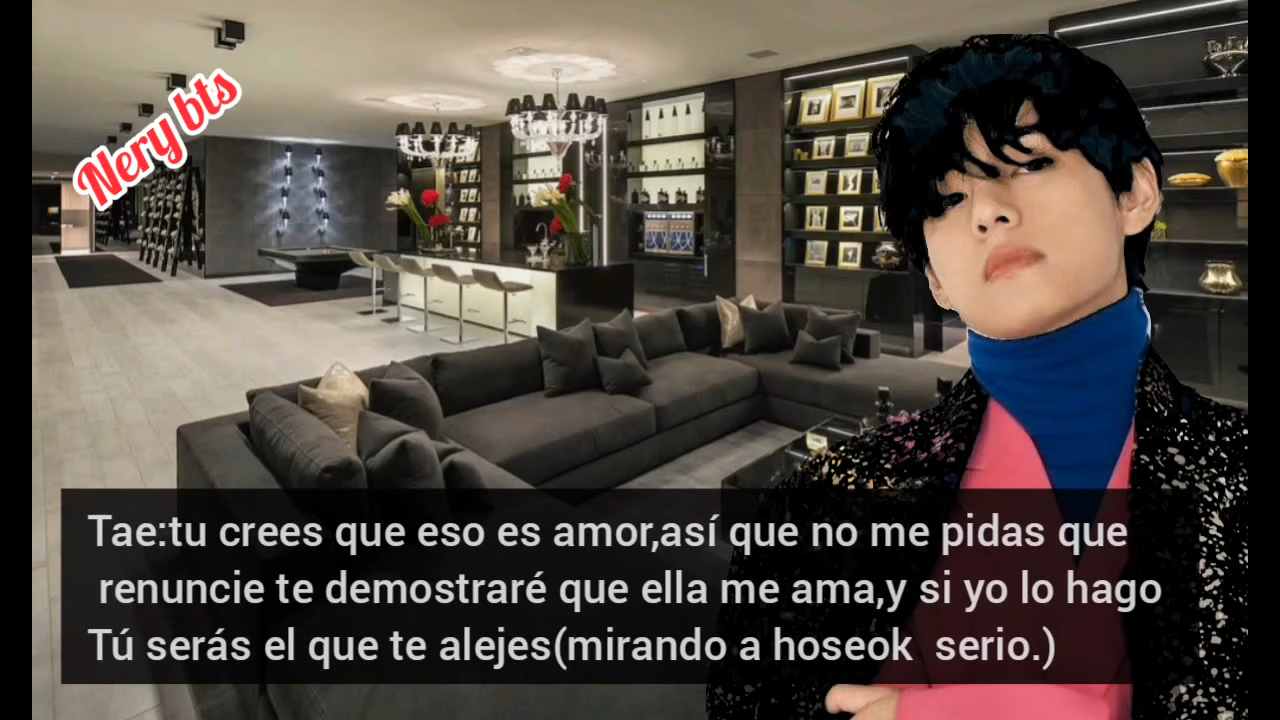 Nery bts
Tae:tu crees que eso es amor,así que no me pidas que
renuncie te demostraré que ella me ama,y si yo lo hago
Tú serás el que te alejes(mirando a hoseok serio.)